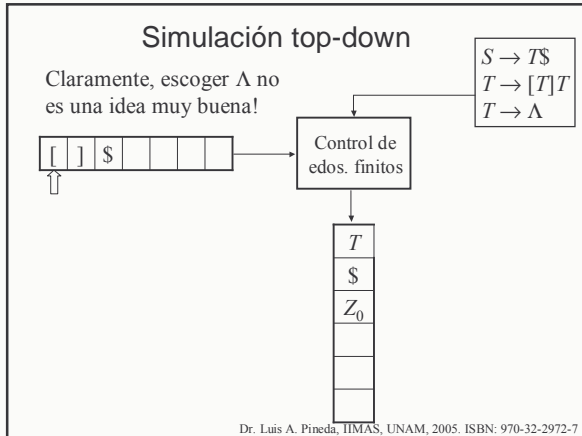 Simulación top-down
Claramente, escoger Λ no
es una idea muy buena!
S → T$
T → [T]T
T → Λ
[ ] $
Control de
edos. finitos
T
$
Z₀
Dr. Luis A. Pineda, IIMAS, UNAM, 2005. ISBN: 970-32-2972-7